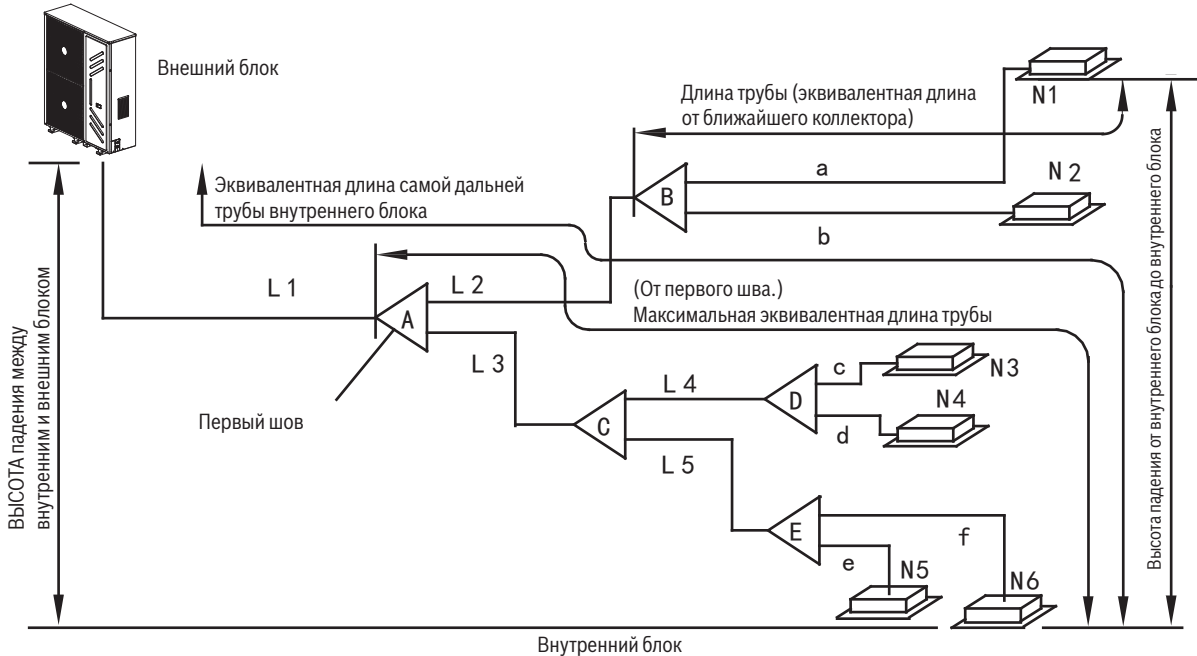 Внешний блок
Длина трубы (эквивалентная длина
от ближайшего коллектора)
N1
a
N 2
B
b
Эквивалентная длина самой дальней
трубы внутреннего блока
L 1
L 2
A
(От первого шва.)
Максимальная эквивалентная длина трубы
L 3
Первый шов
C
L 4
D
c
N3
N4
d
L 5
E
f
e
N5
N6
Внутренний блок
ВЫСОТА падения между
внутренним и внешним блоком
Высота падения от внутреннего блока до внутреннего блока